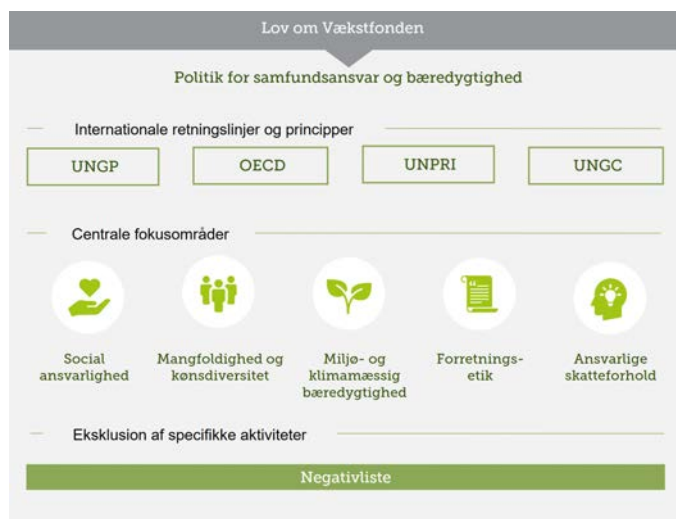 Lov om Vækstfonden
Politik for samfundsansvar og bæredygtighed
Internationale retningslinjer og principper
UNGP
OECD
UNPRI
UNGC
Centrale fokusområder
Social
ansvarlighed
Mangfoldighed og
kønsdiversitet
Miljø- og
klimamæssig
bæredygtighed
Forretnings-
etik
Ansvarlige
skatteforhold
Eksklusion af specifikke aktiviteter
Negativliste